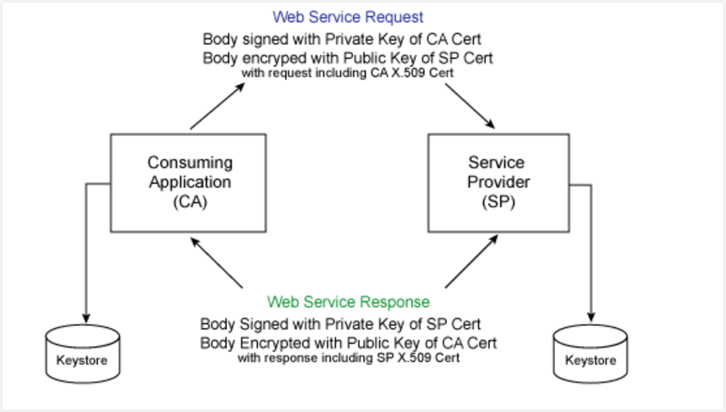 Web Service Request
Body signed with Private Key of CA Cert
Body encryped with Public Key of SP Cert
with request including CA X.509 Cert
Consuming
Application
(CA)
Service
Provider
(SP)
Web Service Response
Body Signed with Private Key of SP Cert
Body Encrypted with Public Key of CA Cert
with response including SP X.509 Cert
Keystore
Keystore